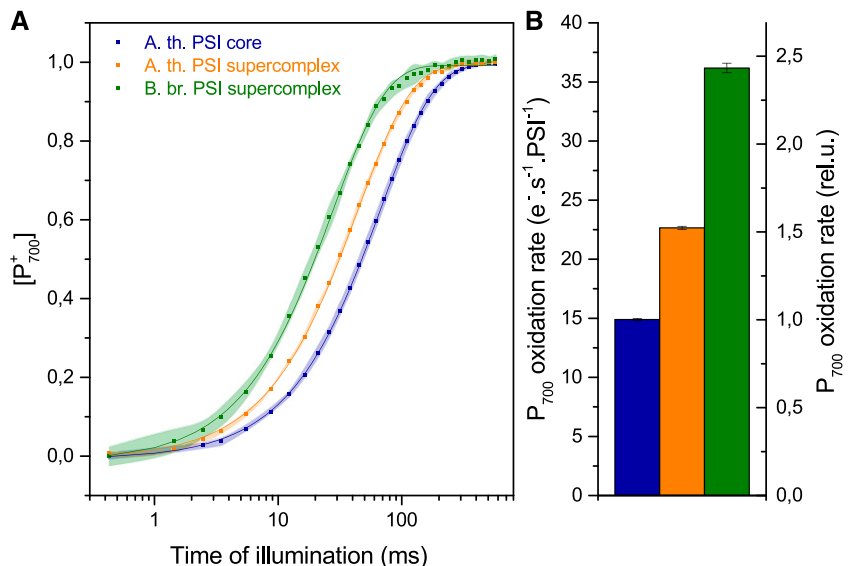 A
A. th. PSI core
A. th. PSI supercomplex
B. br. PSI supercomplex
1,0
0,8
0,6
0,4
0,2
0,0
[P⁺₇₀₀]
1
10
100
Time of illumination (ms)
B
40
35
30
25
20
15
10
5
0
P₇₀₀ oxidation rate (e⁻.s⁻¹.PSI⁻¹)
2,5
2,0
1,5
1,0
0,5
0,0
P₇₀₀ oxidation rate (rel.u.)